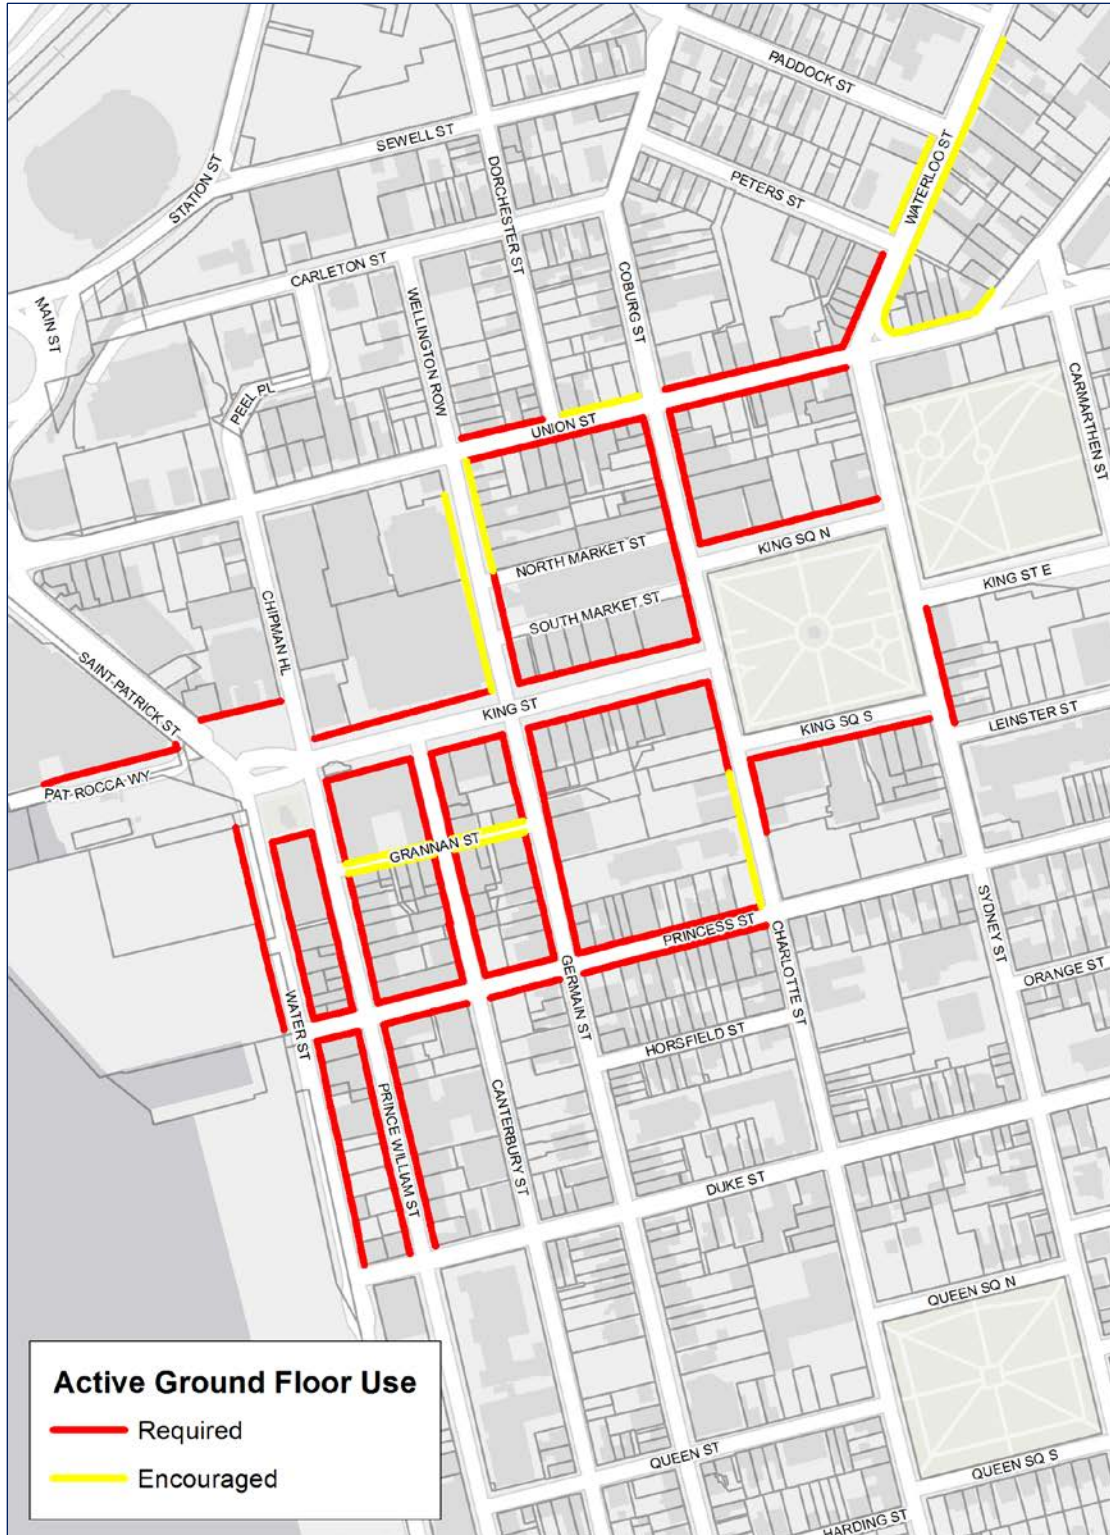 PADDOCK ST
SEWELL ST
STATION ST
DORCHESTER ST
PETERS ST
WATERLOO ST
CARLETON ST
COBURG ST
MAIN ST
WELLINGTON ROW
PEEL PL
CARMARTHEN ST
UNION ST
NORTH MARKET ST
KING SQ N
KING ST E
SOUTH MARKET ST
CHIPMAN HL
SAINT PATRICK ST
KING ST
KING SQ S
LEINSTER ST
PAT ROCCA WY
GRANNAN ST
PRINCESS ST
SYDNEY ST
CHARLOTTE ST
GERMAIN ST
ORANGE ST
WATER ST
HORSFIELD ST
PRINCE WILLIAM ST
CANTERBURY ST
DUKE ST
QUEEN SQ N
Active Ground Floor Use
Required
Encouraged
QUEEN ST
QUEEN SQ S
HARDING ST